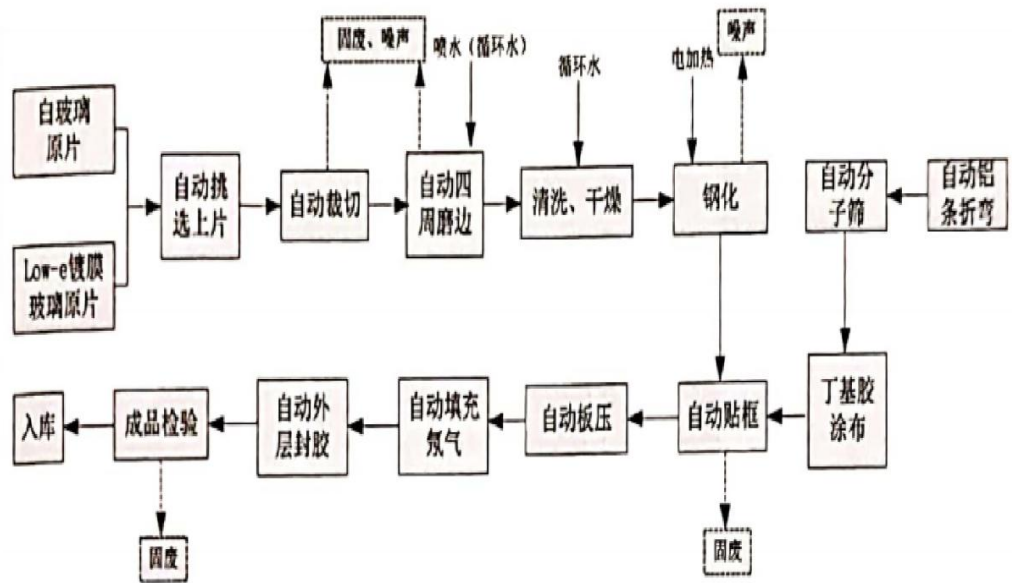 固废、噪声
喷水(循环水)
循环水
电加热
噪声
白玻璃
原片
Low-e镀膜
玻璃原片
自动挑
选上片
自动裁切
自动四
周磨边
清洗、干燥
钢化
自动分
子筛
自动铝
条折弯
入库
成品检验
自动外
层封胶
自动填充
氪气
自动板压
自动贴框
丁基胶
涂布
固废
固废